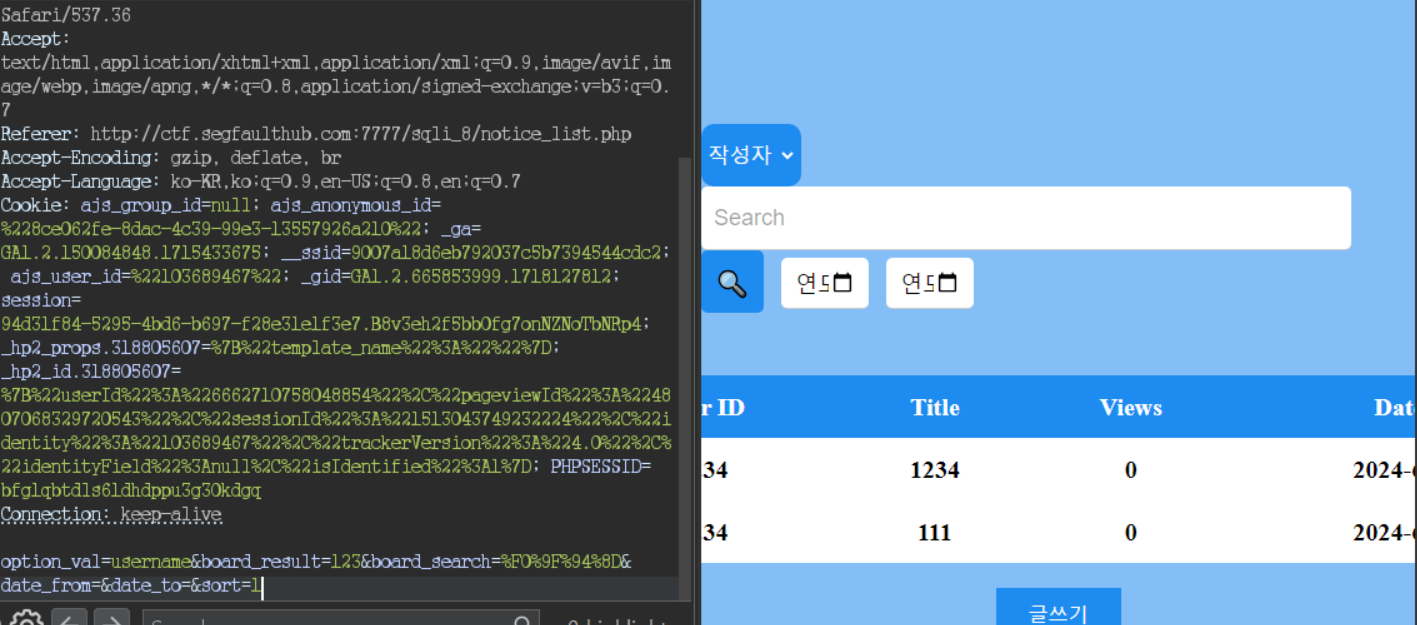 Safari/537.36
Accept:
text/html,application/xhtml+xml,application/xml;q=0.9,image/avif,im
age/webp,image/apng,*/*;q=0.8,application/signed-exchange;v=b3;q=0.
7
Referer: http://ctf.segfaulthub.com:7777/sqli_8/notice_list.php
Accept-Encoding: gzip, deflate, br
Accept-Language: ko-KR,ko;q=0.9,en-US;q=0.8,en;q=0.7
Cookie: ajs_group_id=null; ajs_anonymous_id=
%228ce062fe-8dac-4c39-99e3-13557926a210%22; _ga=
GA1.2.150084848.1715433675; __ssid=9007a18d6eb792037c5b7394544cdc2;
ajs_user_id=%22103689467%22; _gid=GA1.2.665853999.1718127812;
session=
94d31f84-5295-4bd6-b697-f28e31e1f3e7.B8v3eh2f5bb0fg7onNZNoTbNRp4;
_hp2_props.318805607=%7B%22template_name%22%3A%22%22%7D;
_hp2_id.318805607=
%7B%22userId%22%3A%226662710758048854%22%2C%22pageviewId%22%3A%2248
07068329720543%22%2C%22sessionId%22%3A%221513043749232224%22%2C%22i
dentity%22%3A%22103689467%22%2C%22trackerVersion%22%3A%224.0%22%2C%
22identityField%22%3Anull%2C%22isIdentified%22%3A1%7D; PHPSESSID=
bfglqbtdls61dhdppu3g30kdgq
Connection: keep-alive
option_val=username&board_result=123&board_search=%F0%9F%94%8D&
date_from=&date_to=&sort=1
작성자
Search
연도 연도
r ID Title Views Dat
34 1234 0 2024-
34 111 0 2024-
글쓰기